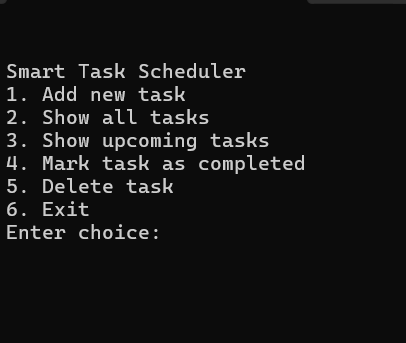 Smart Task Scheduler
1. Add new task
2. Show all tasks
3. Show upcoming tasks
4. Mark task as completed
5. Delete task
6. Exit
Enter choice: